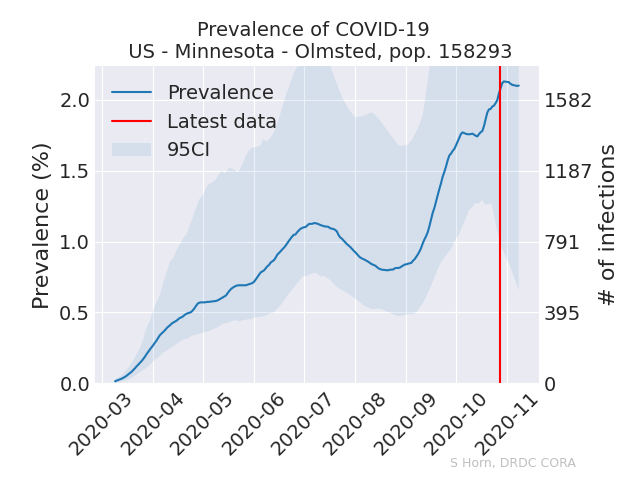 Prevalence of COVID-19
US - Minnesota - Olmsted, pop. 158293
Prevalence
Latest data
95CI
Prevalence (%)
2.0
1.5
1.0
0.5
0.0
# of infections
1582
1187
791
395
0
2020-03
2020-04
2020-05
2020-06
2020-07
2020-08
2020-09
2020-10
2020-11
S Horn, DRDC CORA